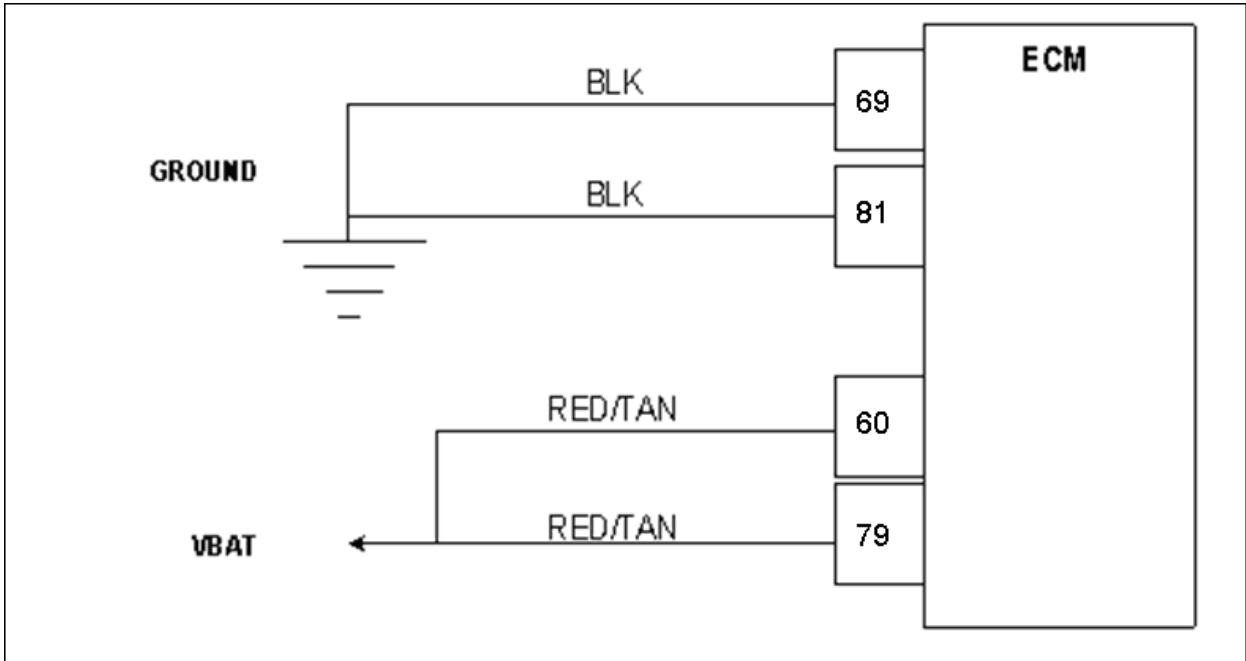 ECM
BLK
69
GROUND
BLK
81
RED/TAN
60
RED/TAN
79
VBAT